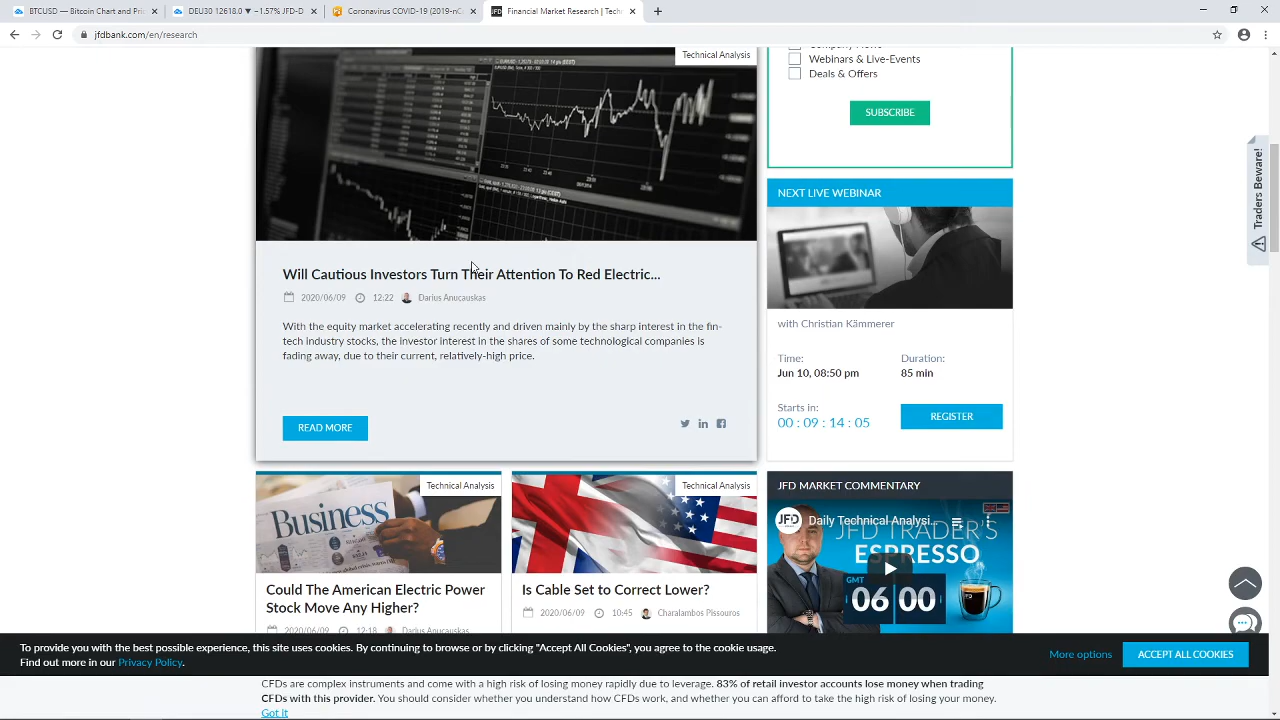 BTCUSD — Bitcoin Chart and Pric
DEU30 12618.0 ▼ −1.57% JFD-D
Coronavirus COVID-19 (2019-nC
Financial Market Research | Tech
jfdbank.com/en/research
Technical Analysis
Webinars & Live-Events
Deals & Offers
SUBSCRIBE
Traders Beware!
NEXT LIVE WEBINAR
Will Cautious Investors Turn Their Attention To Red Electric...
2020/06/09 12:22 Darius Anucauskas
With the equity market accelerating recently and driven mainly by the sharp interest in the fin-
tech industry stocks, the investor interest in the shares of some technological companies is
fading away, due to their current, relatively-high price.
READ MORE
with Christian Kämmerer
Time: Duration:
Jun 10, 08:50 pm 85 min
Starts in:
00 : 09 : 14 : 05
REGISTER
Technical Analysis
Business
Could The American Electric Power
Stock Move Any Higher?
2020/06/09 12:18 Darius Anucauskas
Technical Analysis
Is Cable Set to Correct Lower?
2020/06/09 10:45 Charalambos Pissouros
JFD MARKET COMMENTARY
JFD
Daily Technical Analysi...
JFD TRADER'S
ESPRESSO
GMT
06 00
To provide you with the best possible experience, this site uses cookies. By continuing to browse or by clicking "Accept All Cookies", you agree to the cookie usage.
Find out more in our Privacy Policy.
More options
ACCEPT ALL COOKIES
CFDs are complex instruments and come with a high risk of losing money rapidly due to leverage. 83% of retail investor accounts lose money when trading
CFDs with this provider. You should consider whether you understand how CFDs work, and whether you can afford to take the high risk of losing your money.
Got it